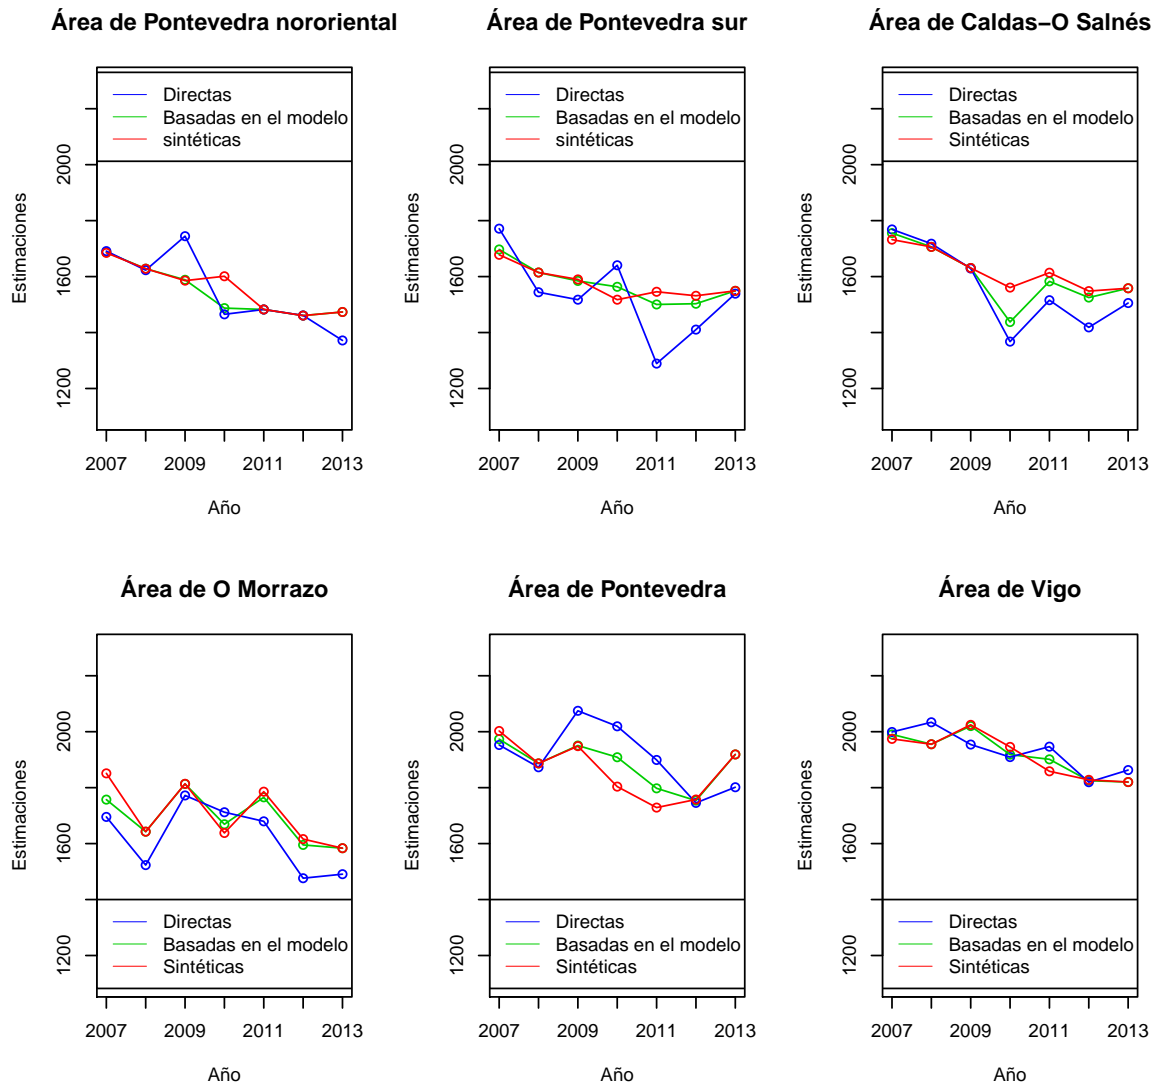 Área de Pontevedra nororiental
Estimaciones
1200 1600 2000
Directas
Basadas en el modelo
sintéticas
2007 2009 2011 2013
Año
Área de Pontevedra sur
Estimaciones
1200 1600 2000
Directas
Basadas en el modelo
sintéticas
2007 2009 2011 2013
Año
Área de Caldas−O Salnés
Estimaciones
1200 1600 2000
Directas
Basadas en el modelo
Sintéticas
2007 2009 2011 2013
Año
Área de O Morrazo
Estimaciones
1200 1600 2000
Directas
Basadas en el modelo
Sintéticas
2007 2009 2011 2013
Año
Área de Pontevedra
Estimaciones
1200 1600 2000
Directas
Basadas en el modelo
Sintéticas
2007 2009 2011 2013
Año
Área de Vigo
Estimaciones
1200 1600 2000
Directas
Basadas en el modelo
Sintéticas
2007 2009 2011 2013
Año